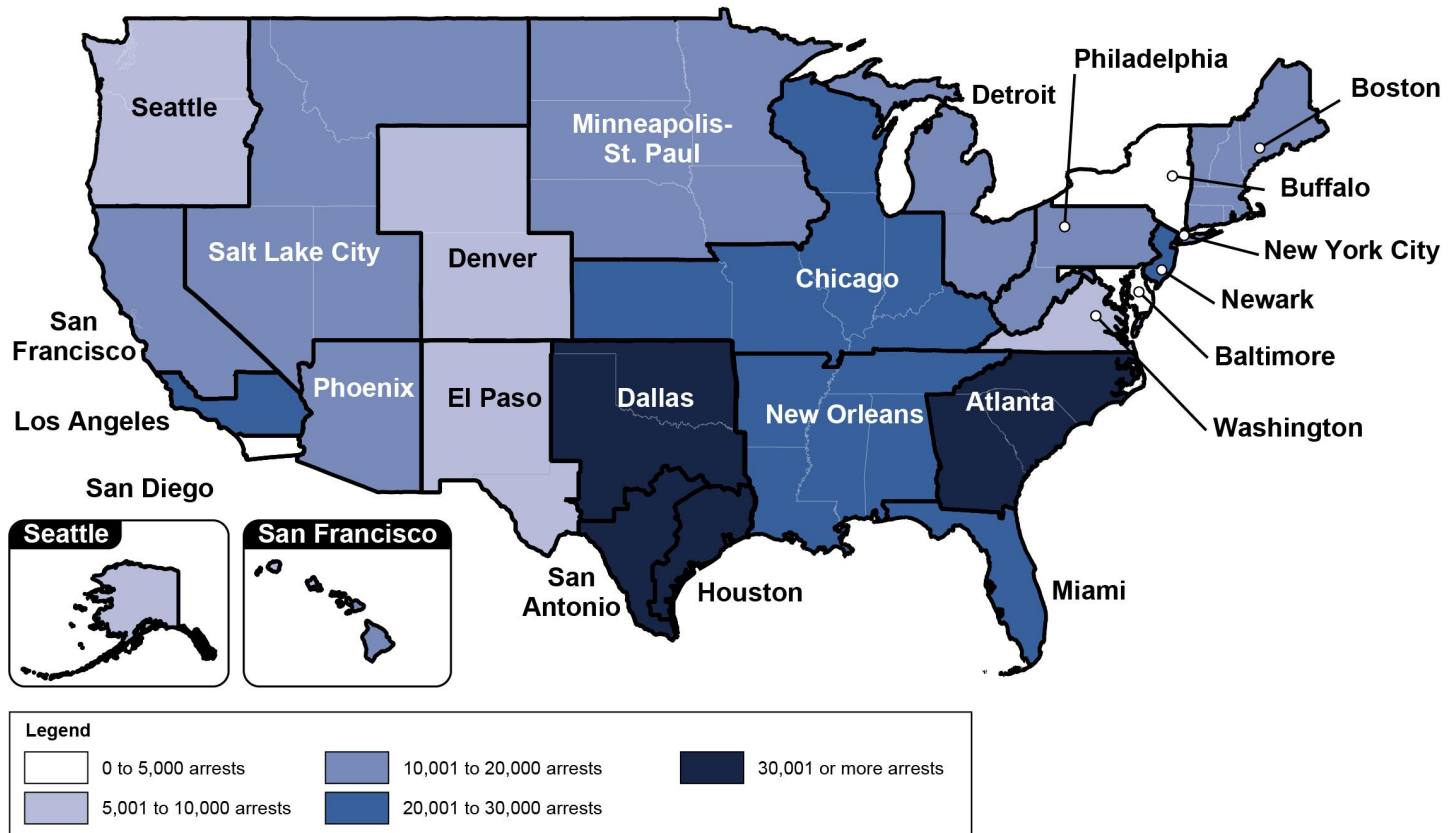 Philadelphia
Boston
Detroit
Seattle
Minneapolis-
St. Paul
Buffalo
New York City
Salt Lake City
Denver
Chicago
Newark
San
Francisco
Baltimore
Phoenix
El Paso
Dallas
New Orleans
Atlanta
Los Angeles
Washington
San Diego
Seattle
San Francisco
San
Antonio
Houston
Miami
Legend
0 to 5,000 arrests
10,001 to 20,000 arrests
30,001 or more arrests
5,001 to 10,000 arrests
20,001 to 30,000 arrests